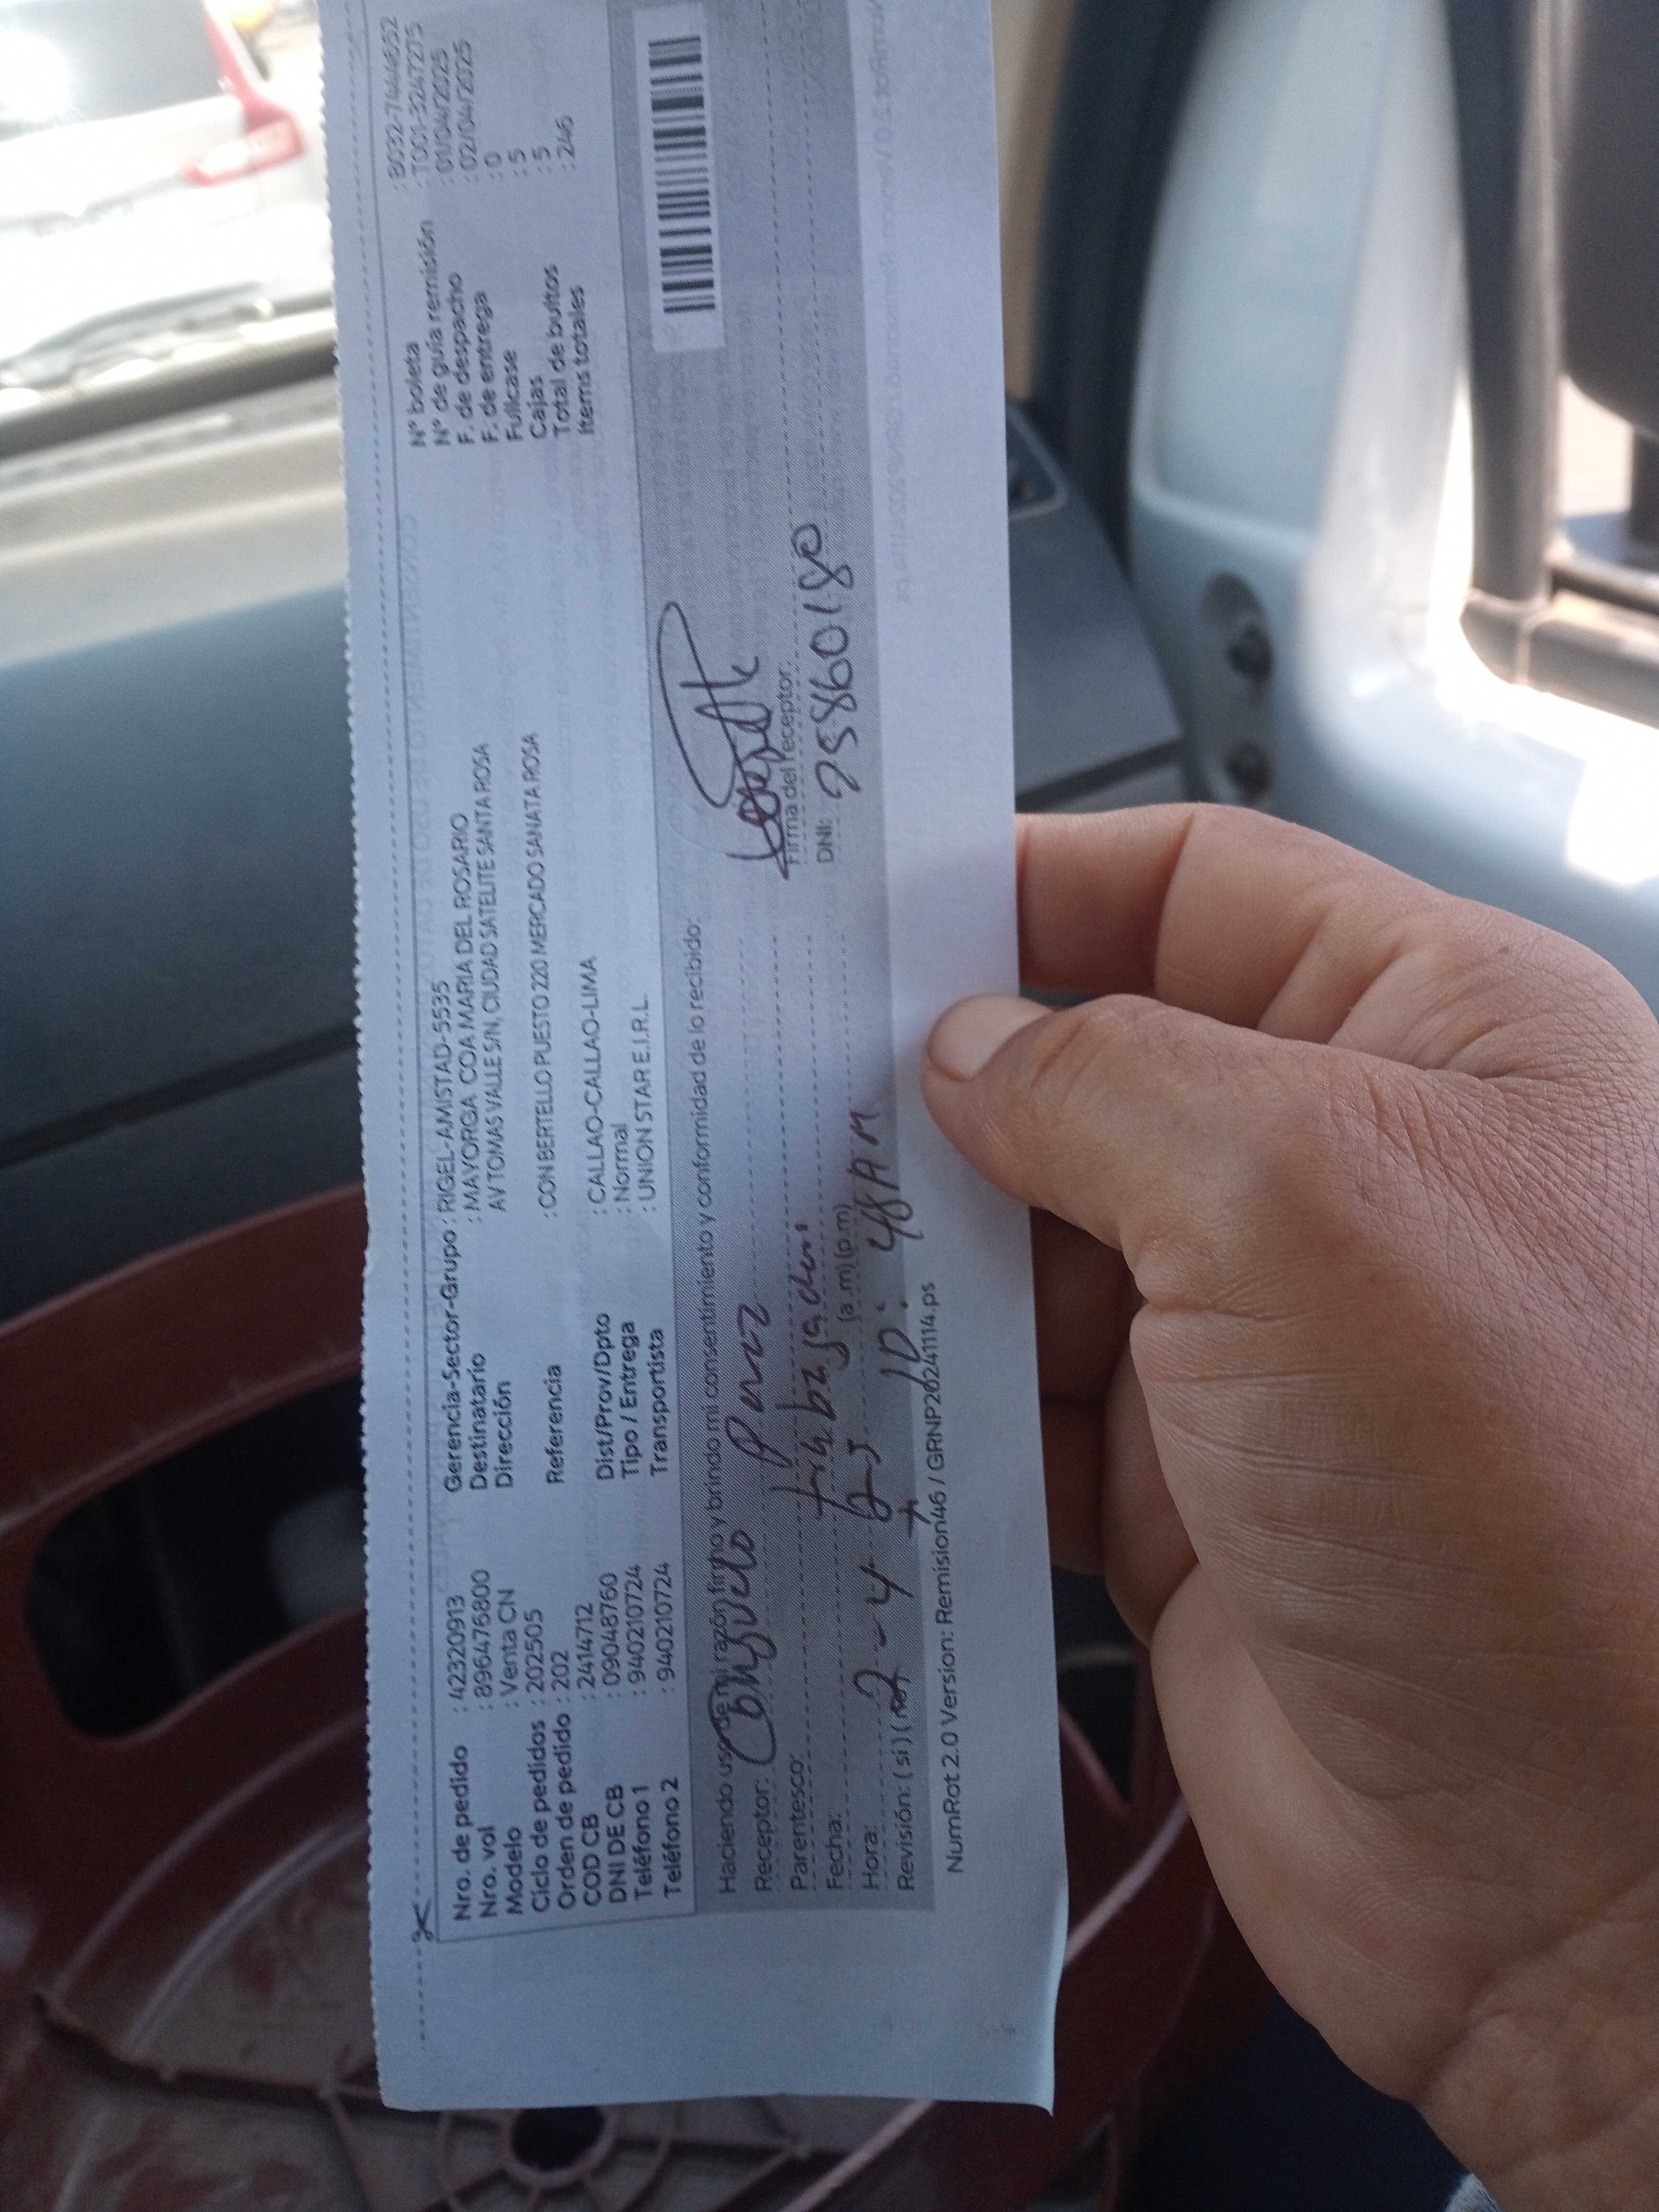 Nro. de pedido : 42320913
Nro. vol : 896476800
Modelo : Venta CN
Ciclo de pedidos : 202505
Orden de pedido : 202
COD CB : 2414712
DNI DE CB : 09048760
Teléfono 1 : 940210724
Teléfono 2 : 940210724
Gerencia-Sector-Grupo : RIGEL-AMISTAD-5535
Destinatario : MAYORGA COA MARIA DEL ROSARIO
Dirección AV TOMAS VALLE S/N, CIUDAD SATELITE SANTA ROSA
Referencia : CON BERTELLO PUESTO 220 MERCADO SANATA ROSA
Dist/Prov/Dpto : CALLAO-CALLAO-LIMA
Tipo / Entrega : Normal
Transportista : UNION STAR E.I.R.L.
N° boleta : B032-74448652
N° de guía remisión : T001-32447275
F. de despacho : 01/04/2025
F. de entrega : 02/04/2025
Fullcase : 0
Cajas : 5
Total de bultos : 5
Items totales : 246
Haciendo uso de mi razón firmo y brindo mi consentimiento y conformidad de lo recibido:
Receptor: Consuelo
Parentesco: trabajador
Firma del receptor:
Fecha: 2-4-25
DNI: 25860180
Hora: 10:48 AM (a.m) (p.m)
Revisión: (si) (no)
NumRot 2.0 Version: Remision46 / GRNP20241114.ps